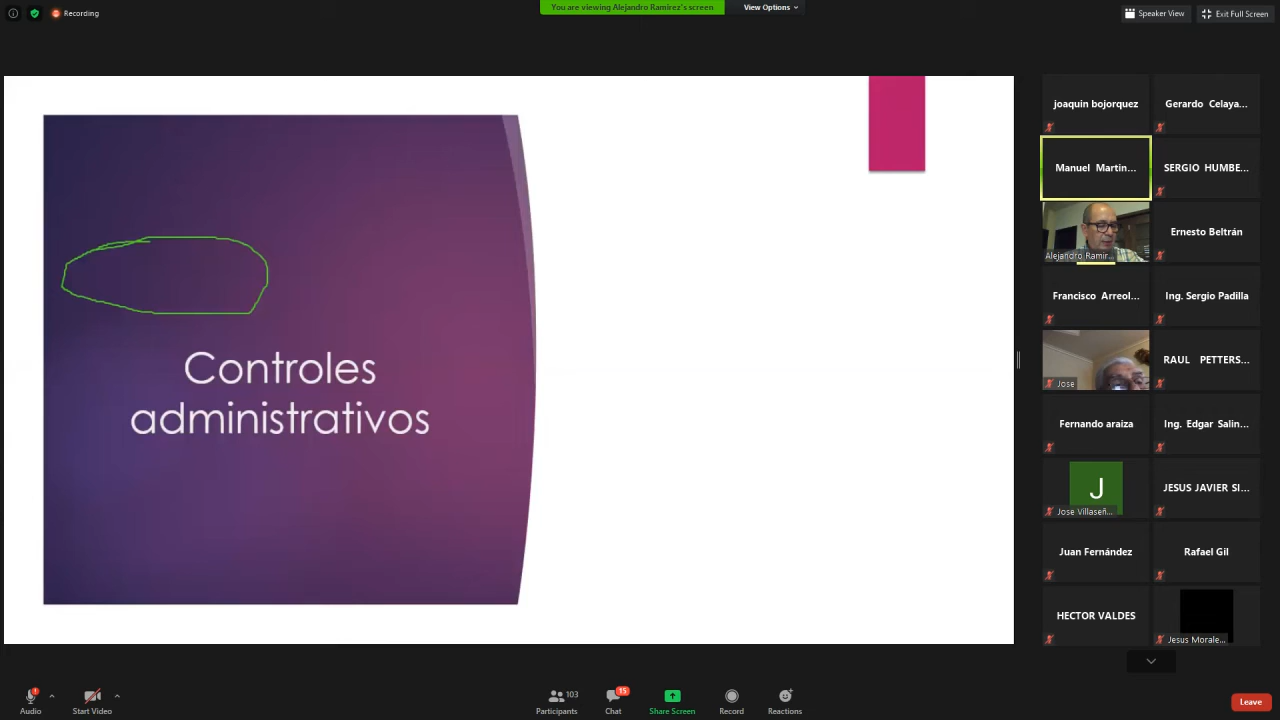 Recording
You are viewing Alejandro Ramirez's screen
View Options
Speaker View
Exit Full Screen
Controles
administrativos
joaquin bojorquez
Gerardo Celaya...
Manuel Martin...
SERGIO HUMBE...
Alejandro Ramir...
Ernesto Beltrán
Francisco Arreol...
Ing. Sergio Padilla
Jose
RAUL PETTERS...
Fernando araiza
Ing. Edgar Salin...
J
Jose Villaseñ...
JESUS JAVIER SI...
Juan Fernández
Rafael Gil
HECTOR VALDES
Jesus Morale...
Audio
Start Video
103
Participants
15
Chat
Share Screen
Record
Reactions
Leave